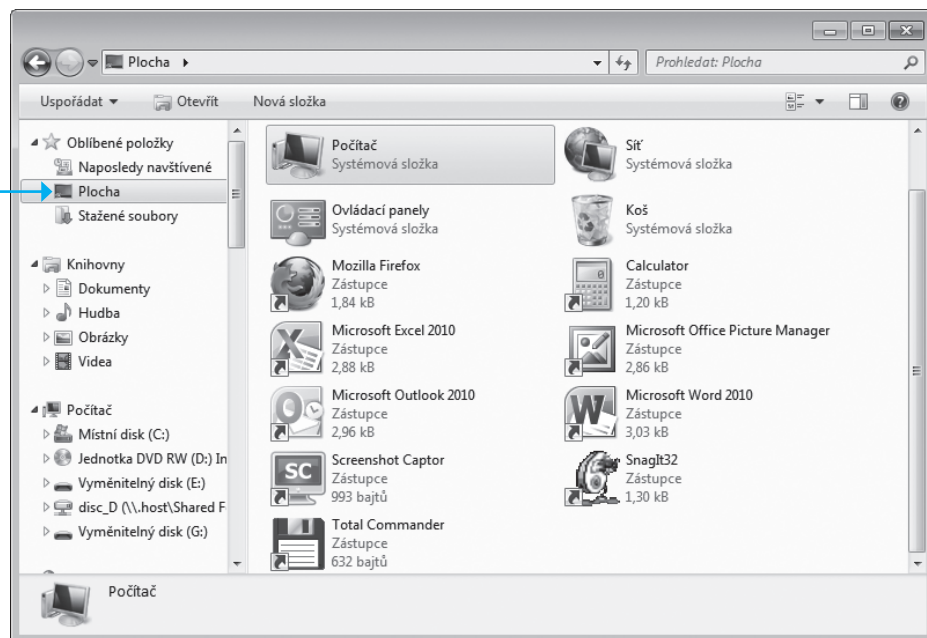 Plocha
Prohledat: Plocha
Uspořádat
Otevřít
Nová složka
Oblíbené položky
Naposledy navštívené
Plocha
Stažené soubory
Knihovny
Dokumenty
Hudba
Obrázky
Videa
Počítač
Místní disk (C:)
Jednotka DVD RW (D:) In
Vyměnitelný disk (E:)
disc_D (\\.host\Shared F
Vyměnitelný disk (G:)
Počítač
Systémová složka
Síť
Systémová složka
Ovládací panely
Systémová složka
Koš
Systémová složka
Mozilla Firefox
Zástupce
1,84 kB
Calculator
Zástupce
1,20 kB
Microsoft Excel 2010
Zástupce
2,88 kB
Microsoft Office Picture Manager
Zástupce
2,86 kB
Microsoft Outlook 2010
Zástupce
2,96 kB
Microsoft Word 2010
Zástupce
3,03 kB
SC
Screenshot Captor
Zástupce
993 bajtů
SnagIt32
Zástupce
1,30 kB
Total Commander
Zástupce
632 bajtů
Počítač